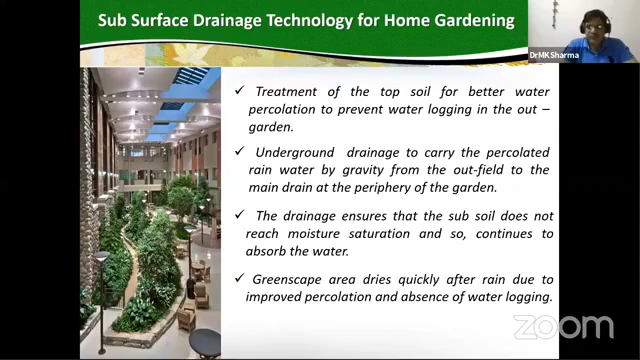 Sub Surface Drainage Technology for Home Gardening
DrMKSharma
✓ Treatment of the top soil for better water
percolation to prevent water logging in the out –
garden.
✓ Underground drainage to carry the percolated
rain water by gravity from the out-field to the
main drain at the periphery of the garden.
✓ The drainage ensures that the sub soil does not
reach moisture saturation and so, continues to
absorb the water.
✓ Greenscape area dries quickly after rain due to
improved percolation and absence of water logging.
zoom